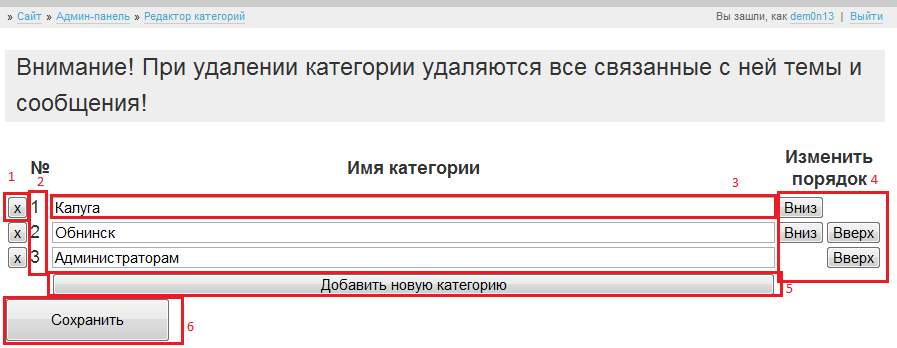 » Сайт » Админ-панель » Редактор категорий Вы зашли, как dem0n13 | Выйти
Внимание! При удалении категории удаляются все связанные с ней темы и
сообщения!
№ Имя категории Изменить
порядок 4
1 2 3
x 1 Калуга Вниз
x 2 Обнинск Вниз Вверх
x 3 Администраторам Вверх
Добавить новую категорию 5
Сохранить 6